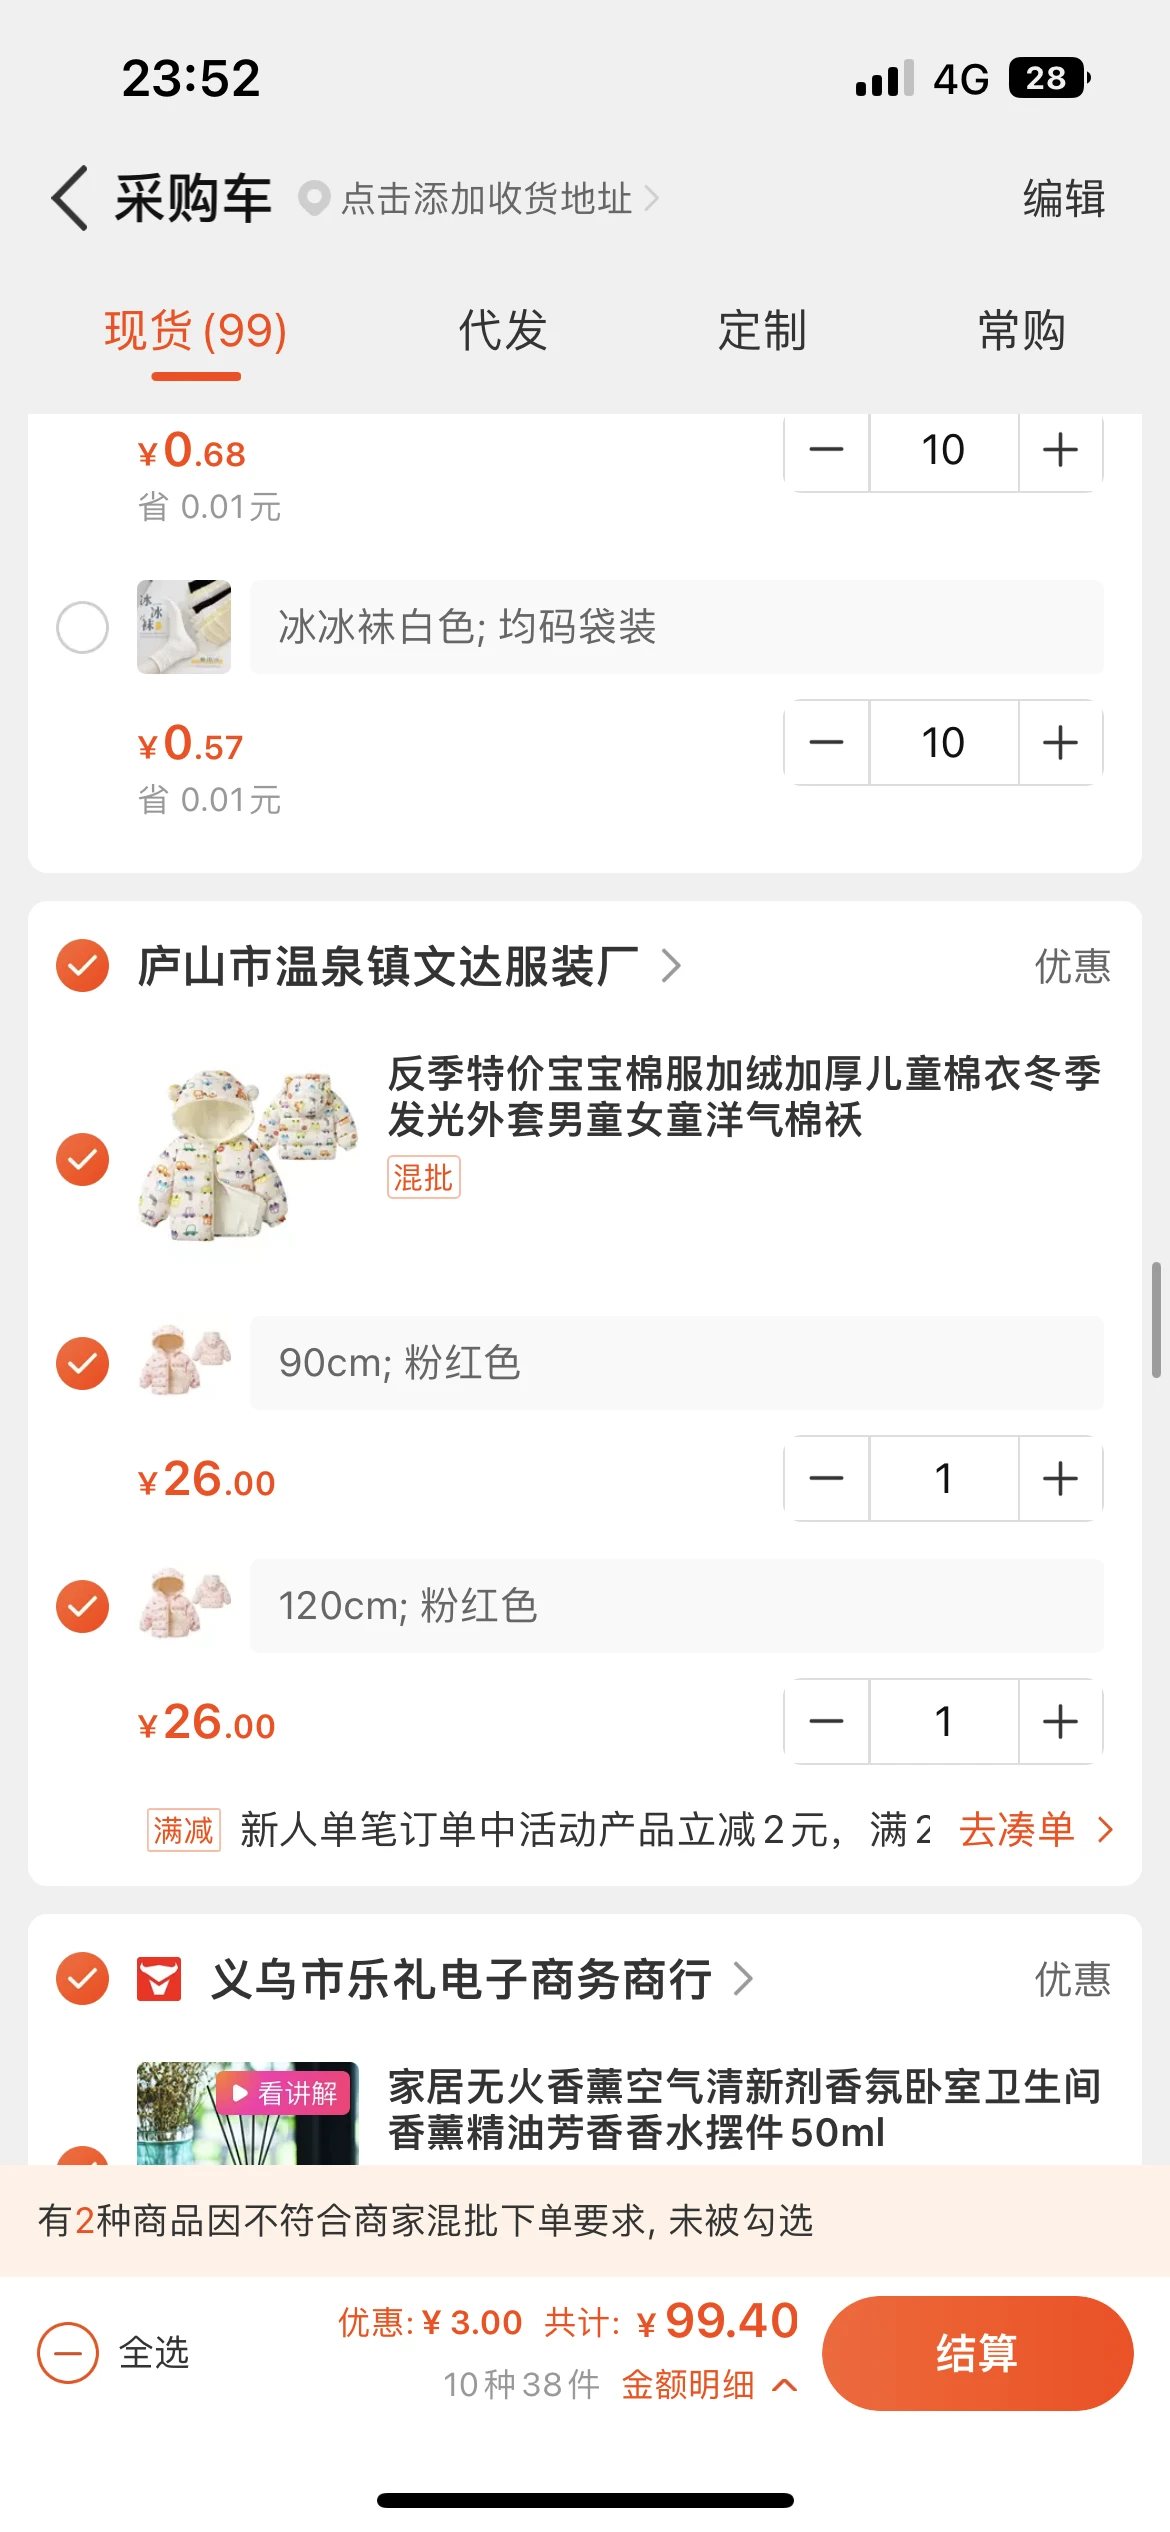 23:52
4G 28
采购车 点击添加收货地址 编辑
现货(99) 代发 定制 常购
¥0.68 10
省 0.01元
冰冰袜
冰冰袜白色; 均码袋装
¥0.57 10
省 0.01元
庐山市温泉镇文达服装厂 优惠
反季特价宝宝棉服加绒加厚儿童棉衣冬季
发光外套男童女童洋气棉袄
混批
90cm; 粉红色
¥26.00 1
120cm; 粉红色
¥26.00 1
满减 新人单笔订单中活动产品立减2元，满2 去凑单
义乌市乐礼电子商务商行 优惠
看讲解
家居无火香薰空气清新剂香氛卧室卫生间
香薰精油芳香香水摆件50ml
有2种商品因不符合商家混批下单要求, 未被勾选
优惠: ¥3.00 共计: ¥99.40
全选
10种38件 金额明细
结算